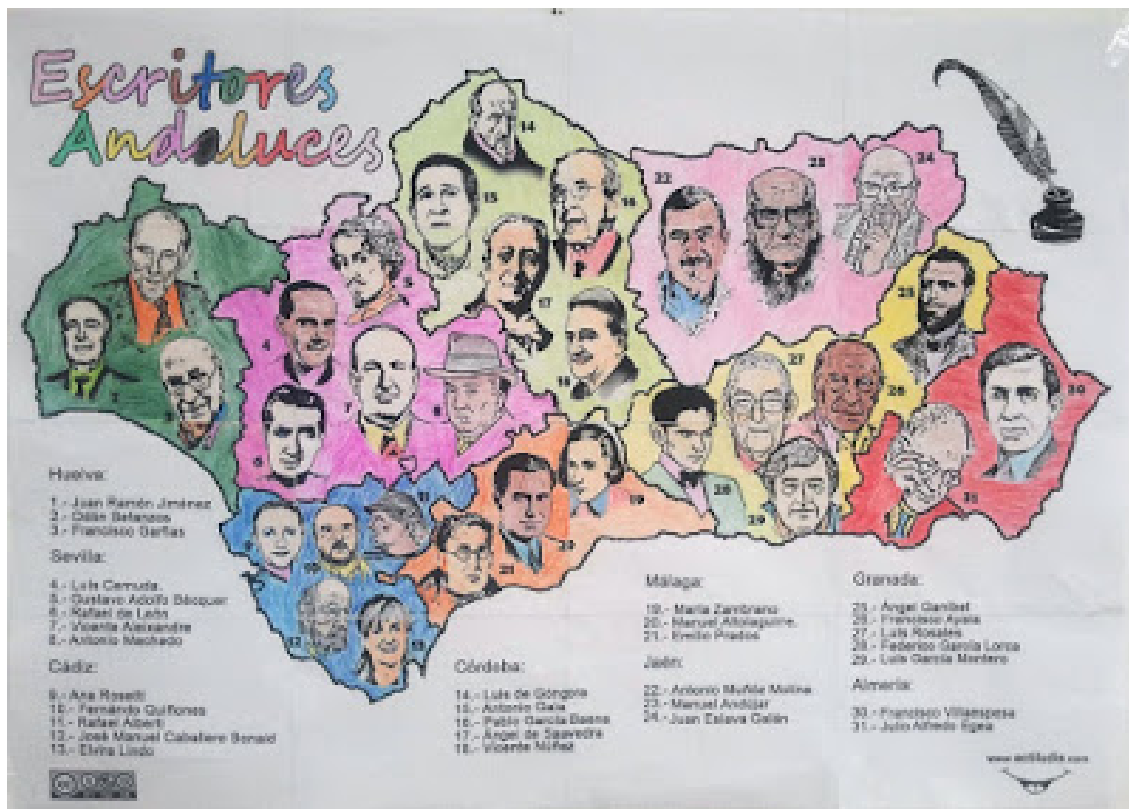 Escritores
Andaluces
Huelva:
1.- Juan Ramón Jiménez
2.- Odón Betanzos
3.- Francisco Garfias
Sevilla:
4.- Luis Cernuda
5.- Gustavo Adolfo Bécquer
6.- Rafael de León
7.- Vicente Aleixandre
8.- Antonio Machado
Cádiz:
9.- Ana Rossetti
10.- Fernando Quiñones
11.- Rafael Alberti
12.- José Manuel Caballero Bonald
13.- Elvira Lindo
Córdoba:
14.- Luis de Góngora
15.- Antonio Gala
16.- Pablo García Baena
17.- Ángel de Saavedra
18.- Vicente Núñez
Málaga:
19.- María Zambrano
20.- Manuel Altolaguirre
21.- Emilio Prados
Jaén:
22.- Antonio Muñoz Molina
23.- Manuel Andújar
24.- Juan Eslava Galán
Granada:
25.- Ángel Ganibet
26.- Francisco Ayala
27.- Luis Rosales
28.- Federico García Lorca
29.- Luis García Montero
Almería:
30.- Francisco Villaespesa
31.- Julio Alfredo Egea